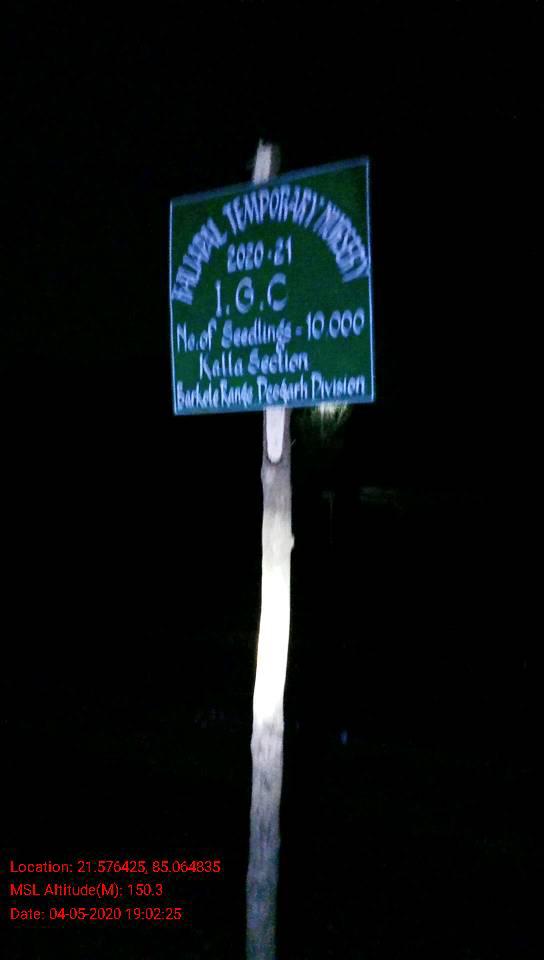 TEMPORARY NURSERY
2020-21
I.G.C
No.of Seedlings-10.000
Kalla Section
Barkote Range Deogarh Division
Location: 21.576425, 85.064835
MSL Altitude(M): 150.3
Date: 04-05-2020 19:02:25